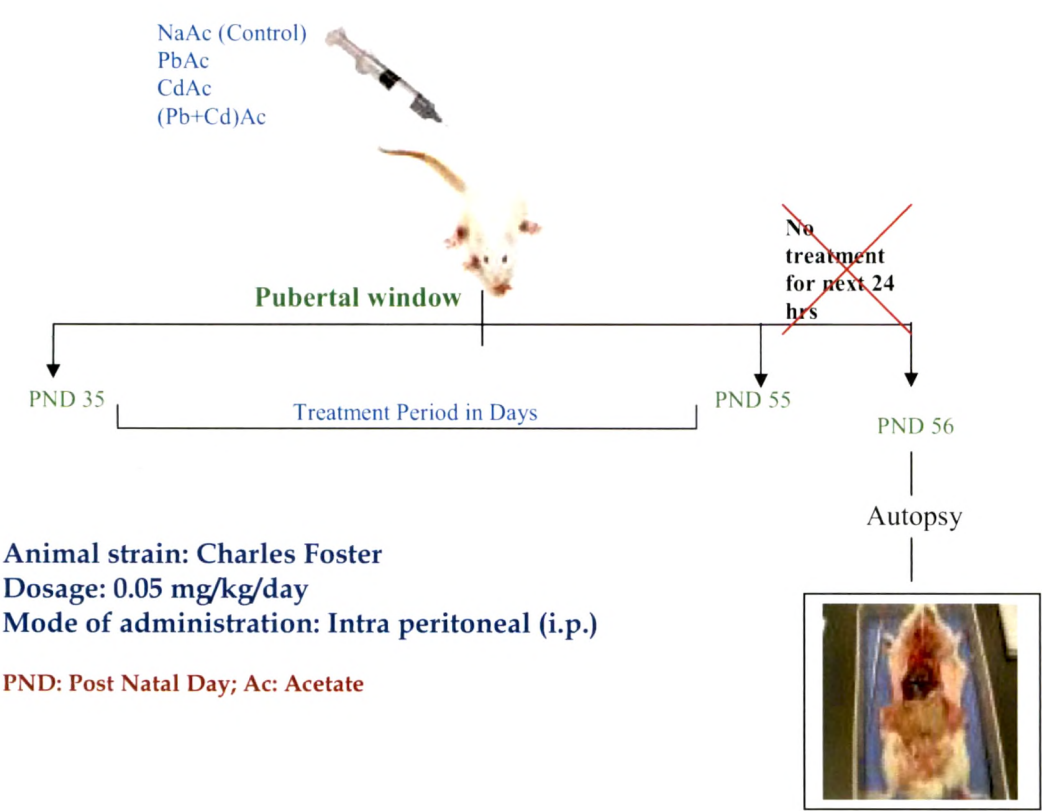 NaAc (Control)
PbAc
CdAc
(Pb+Cd)Ac
No
treatment
for next 24
hrs
Pubertal window
PND 35
Treatment Period in Days
PND 55
PND 56
Autopsy
Animal strain: Charles Foster
Dosage: 0.05 mg/kg/day
Mode of administration: Intra peritoneal (i.p.)
PND: Post Natal Day; Ac: Acetate